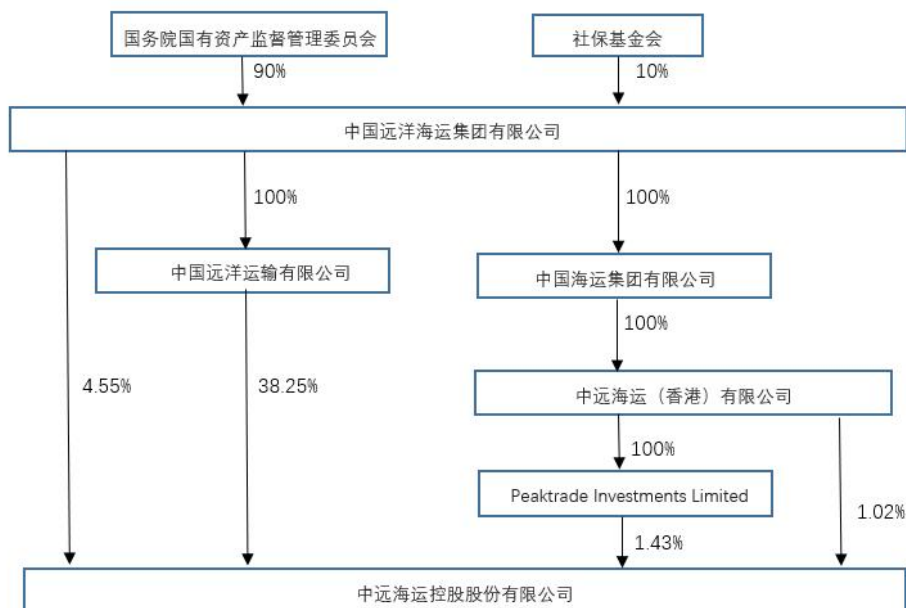 国务院国有资产监督管理委员会
社保基金会
90%
10%
中国远洋海运集团有限公司
100%
100%
中国远洋运输有限公司
中国海运集团有限公司
100%
4.55%
38.25%
中远海运（香港）有限公司
100%
Peaktrade Investments Limited
1.02%
1.43%
中远海运控股股份有限公司